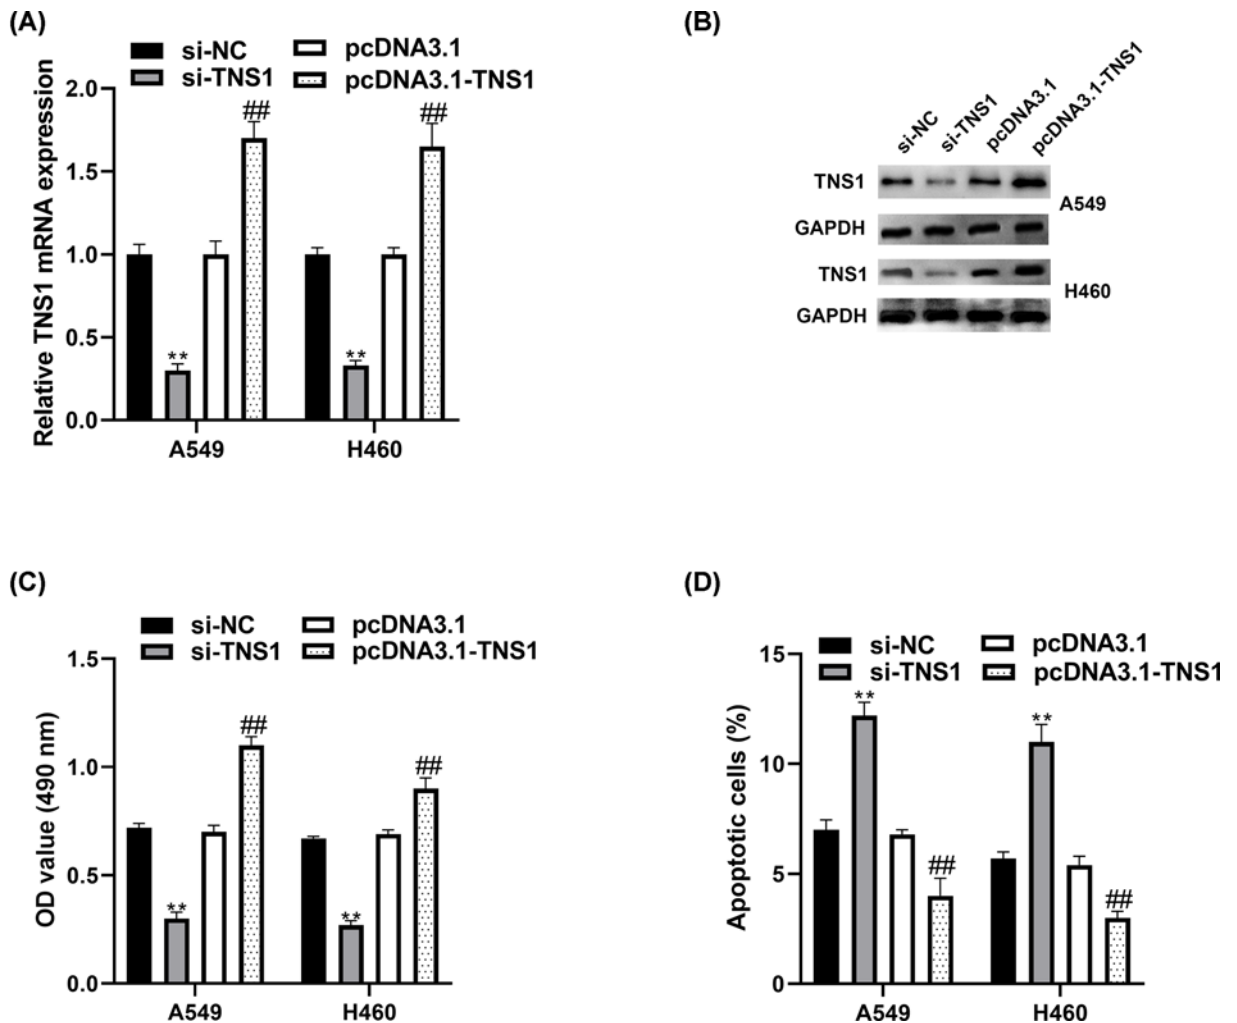 (A)
si-NC pcDNA3.1
si-TNS1 pcDNA3.1-TNS1
Relative TNS1 mRNA expression
2.0
1.5
1.0
0.5
0.0
## ##
** **
A549 H460
(B)
si-NC si-TNS1 pcDNA3.1 pcDNA3.1-TNS1
TNS1
A549
GAPDH
TNS1
H460
GAPDH
(C)
si-NC pcDNA3.1
si-TNS1 pcDNA3.1-TNS1
OD value (490 nm)
1.5
1.0
0.5
0.0
## ##
** **
A549 H460
(D)
si-NC pcDNA3.1
si-TNS1 pcDNA3.1-TNS1
Apoptotic cells (%)
15
10
5
0
** **
## ##
A549 H460